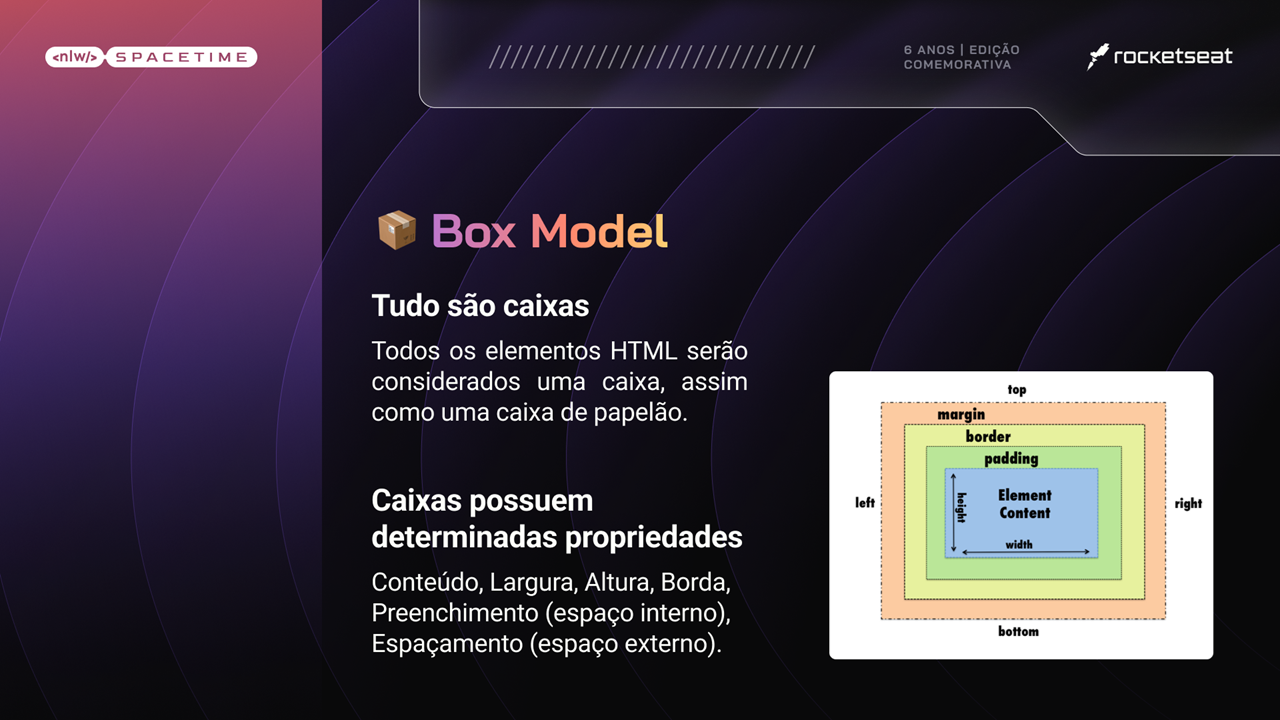 <nlw/> SPACETIME
6 ANOS | EDIÇÃO
COMEMORATIVA
rocketseat
Box Model
Tudo são caixas
Todos os elementos HTML serão
considerados uma caixa, assim
como uma caixa de papelão.
Caixas possuem
determinadas propriedades
Conteúdo, Largura, Altura, Borda,
Preenchimento (espaço interno),
Espaçamento (espaço externo).
top
margin
border
padding
left
height
Element
Content
width
right
bottom